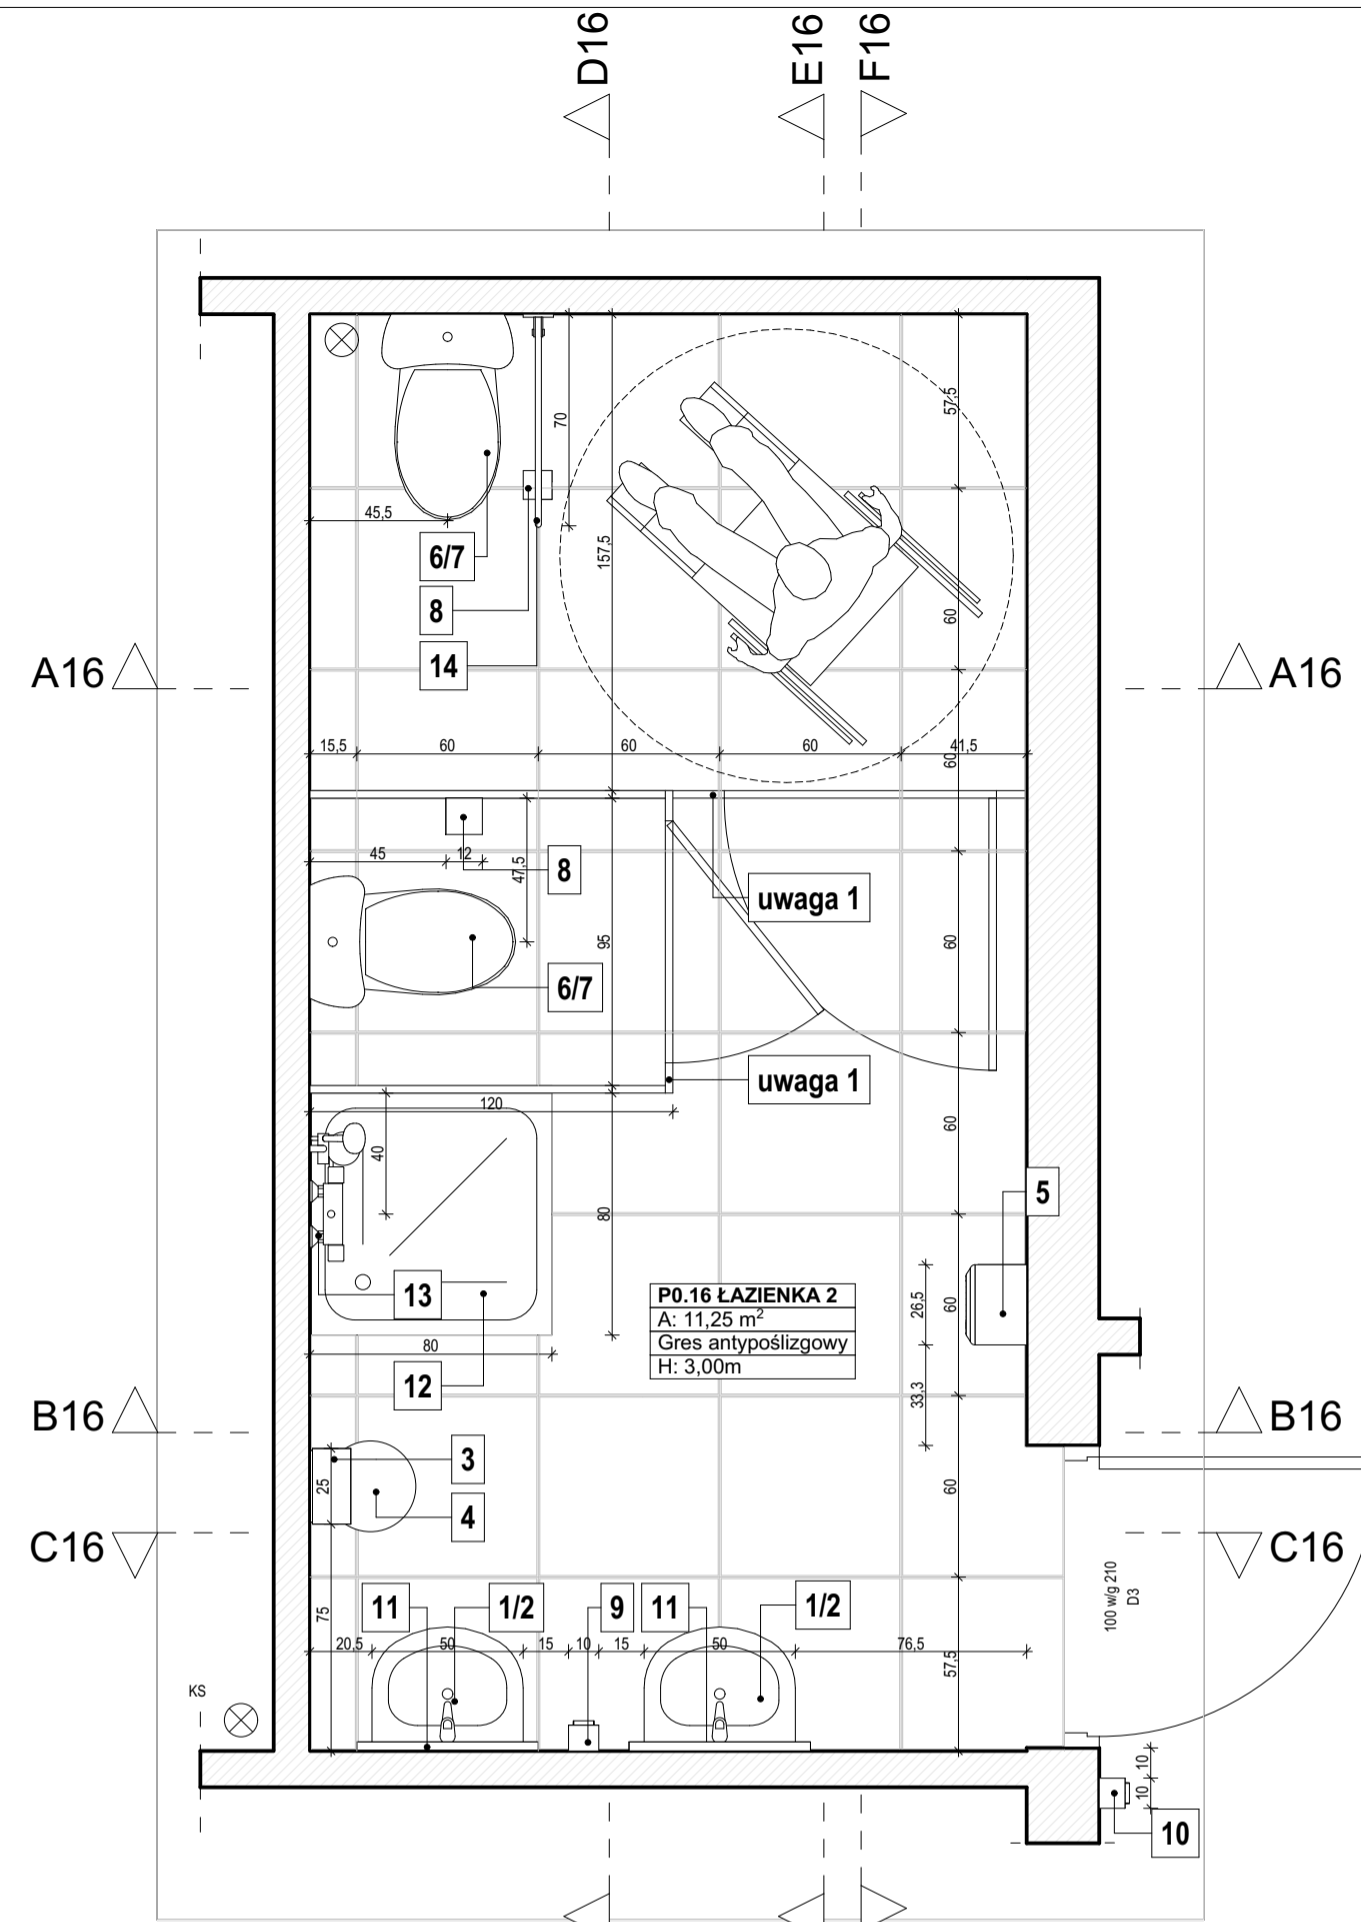 D16
E16
F16
57,5
70
45,5
6/7
157,5
8
60
14
A16
A16
15,5
60
60
60
41,5
60
45
12
47,5
8
uwaga 1
95
60
6/7
uwaga 1
120
60
40
5
80
13
26,5
60
P0.16 ŁAZIENKA 2
A: 11,25 m²
Gres antypoślizgowy
H: 3,00m
80
12
33,3
B16
B16
3
25
4
60
C16
C16
100 w/g 210
D3
11
1/2
9
11
1/2
75
20,5
50
15
10
15
50
76,5
57,5
KS
10
10
10